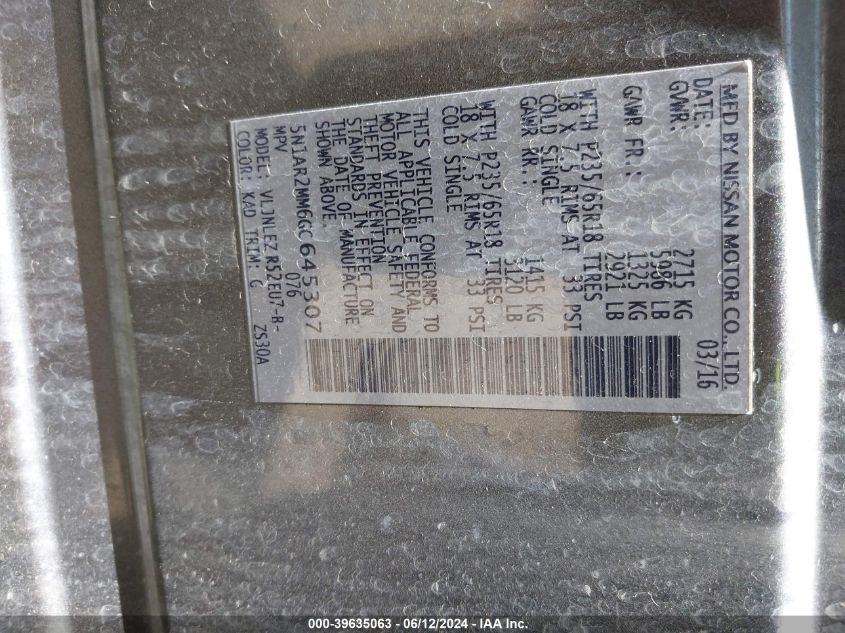 MFD BY NISSAN MOTOR CO., LTD.
DATE: 03/16
GVWR: 2715 KG
5986 LB
GAWR FR.: 1325 KG
2921 LB
WITH P235/65R18 TIRES
18 X 7.5 RIMS AT 33 PSI
COLD SINGLE
GAWR RR.: 1415 KG
3120 LB
WITH P235/65R18 TIRES
18 X 7.5 RIMS AT 33 PSI
COLD SINGLE
THIS VEHICLE CONFORMS TO
ALL APPLICABLE FEDERAL
MOTOR VEHICLE SAFETY AND
THEFT PREVENTION
STANDARDS IN EFFECT ON
THE DATE OF MANUFACTURE
SHOWN ABOVE.
5N1AR2MM6GC645307
MPV 076
MODEL: VLJNLEZ R52EU7-R-
COLOR: KAD TRIM: G ZS30A
000-39635063 - 06/12/2024 - IAA Inc.